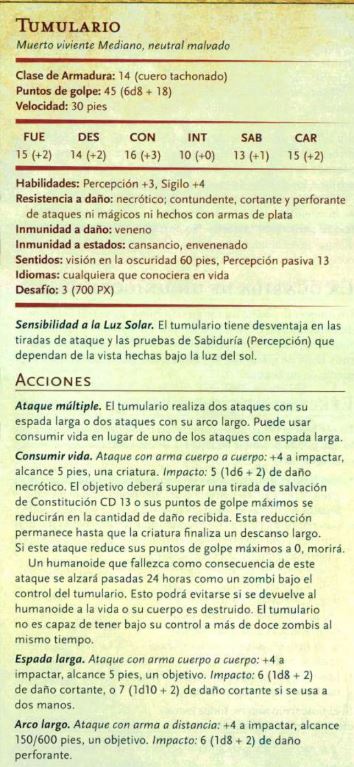 TUMULARIO
Muerto viviente Mediano, neutral malvado
Clase de Armadura: 14 (cuero tachonado)
Puntos de golpe: 45 (6d8 + 18)
Velocidad: 30 pies
FUE DES CON INT SAB CAR
15 (+2) 14 (+2) 16 (+3) 10 (+0) 13 (+1) 15 (+2)
Habilidades: Percepción +3, Sigilo +4
Resistencia a daño: necrótico; contundente, cortante y perforante
de ataques ni mágicos ni hechos con armas de plata
Inmunidad a daño: veneno
Inmunidad a estados: cansancio, envenenado
Sentidos: visión en la oscuridad 60 pies, Percepción pasiva 13
Idiomas: cualquiera que conociera en vida
Desafío: 3 (700 PX)
Sensibilidad a la Luz Solar. El tumulario tiene desventaja en las
tiradas de ataque y las pruebas de Sabiduría (Percepción) que
dependan de la vista hechas bajo la luz del sol.
ACCIONES
Ataque múltiple. El tumulario realiza dos ataques con su
espada larga o dos ataques con su arco largo. Puede usar
consumir vida en lugar de uno de los ataques con espada larga.
Consumir vida. Ataque con arma cuerpo a cuerpo: +4 a impactar,
alcance 5 pies, una criatura. Impacto: 5 (1d6 + 2) de daño
necrótico. El objetivo deberá superar una tirada de salvación
de Constitución CD 13 o sus puntos de golpe máximos se
reducirán en la cantidad de daño recibida. Esta reducción
permanece hasta que la criatura finaliza un descanso largo.
Si este ataque reduce sus puntos de golpe máximos a 0, morirá.
Un humanoide que fallezca como consecuencia de este
ataque se alzará pasadas 24 horas como un zombi bajo el
control del tumulario. Esto podrá evitarse si se devuelve al
humanoide a la vida o su cuerpo es destruido. El tumulario
no es capaz de tener bajo su control a más de doce zombis al
mismo tiempo.
Espada larga. Ataque con arma cuerpo a cuerpo: +4 a
impactar, alcance 5 pies, un objetivo. Impacto: 6 (1d8 + 2)
de daño cortante, o 7 (1d10 + 2) de daño cortante si se usa a
dos manos.
Arco largo. Ataque con arma a distancia: +4 a impactar, alcance
150/600 pies, un objetivo. Impacto: 6 (1d8 + 2) de daño
perforante.